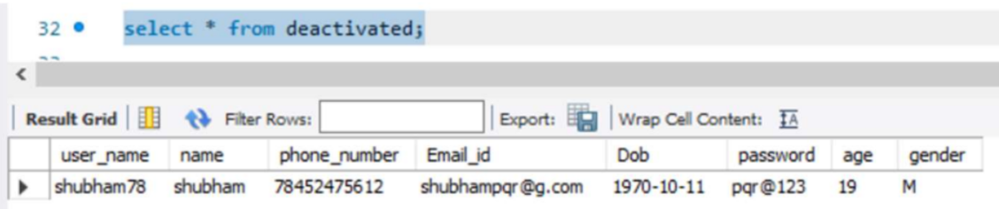 32 select * from deactivated;
Result Grid Filter Rows: Export: Wrap Cell Content: IA
user_name name phone_number Email_id Dob password age gender
shubham78 shubham 78452475612 shubhampqr@g.com 1970-10-11 pqr@123 19 M